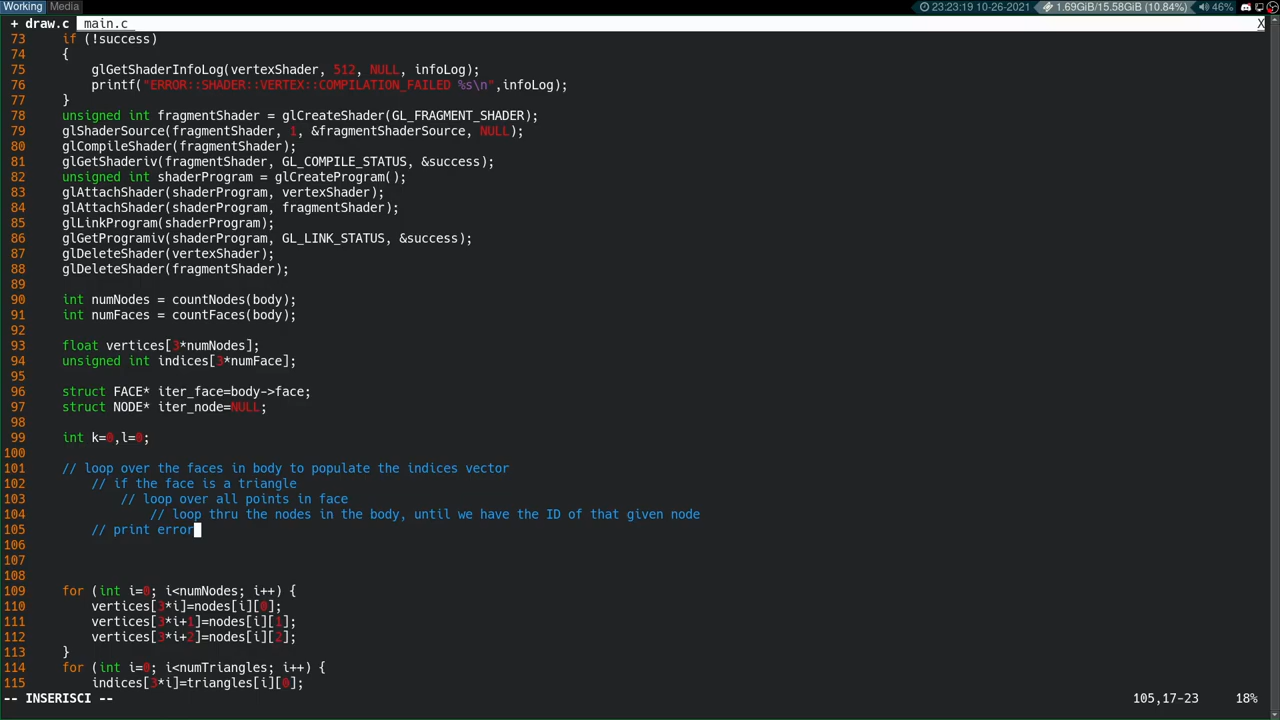 Working Media 23:23:19 10-26-2021 1.69GiB/15.58GiB (10.84%) 46%
+ draw.c main.c X
73 if (!success)
74 {
75 glGetShaderInfoLog(vertexShader, 512, NULL, infoLog);
76 printf("ERROR::SHADER::VERTEX::COMPILATION_FAILED %s\n",infoLog);
77 }
78 unsigned int fragmentShader = glCreateShader(GL_FRAGMENT_SHADER);
79 glShaderSource(fragmentShader, 1, &fragmentShaderSource, NULL);
80 glCompileShader(fragmentShader);
81 glGetShaderiv(fragmentShader, GL_COMPILE_STATUS, &success);
82 unsigned int shaderProgram = glCreateProgram();
83 glAttachShader(shaderProgram, vertexShader);
84 glAttachShader(shaderProgram, fragmentShader);
85 glLinkProgram(shaderProgram);
86 glGetProgramiv(shaderProgram, GL_LINK_STATUS, &success);
87 glDeleteShader(vertexShader);
88 glDeleteShader(fragmentShader);
89
90 int numNodes = countNodes(body);
91 int numFaces = countFaces(body);
92
93 float vertices[3*numNodes];
94 unsigned int indices[3*numFace];
95
96 struct FACE* iter_face=body->face;
97 struct NODE* iter_node=NULL;
98
99 int k=0,l=0;
100
101 // loop over the faces in body to populate the indices vector
102 // if the face is a triangle
103 // loop over all points in face
104 // loop thru the nodes in the body, until we have the ID of that given node
105 // print error
106
107
108
109 for (int i=0; i<numNodes; i++) {
110 vertices[3*i]=nodes[i][0];
111 vertices[3*i+1]=nodes[i][1];
112 vertices[3*i+2]=nodes[i][2];
113 }
114 for (int i=0; i<numTriangles; i++) {
115 indices[3*i]=triangles[i][0];
-- INSERISCI -- 105,17-23 18%